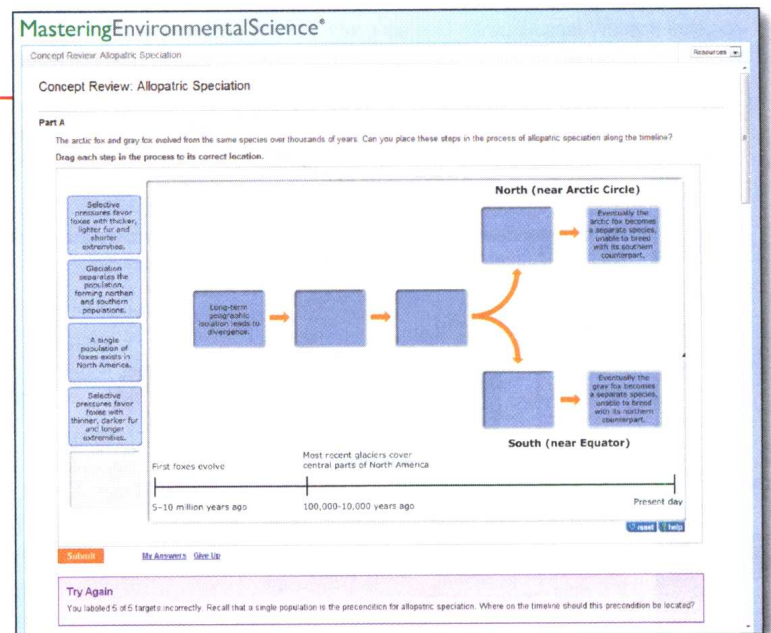 MasteringEnvironmentalScience®
Concept Review: Allopatric Speciation
Resources
Concept Review: Allopatric Speciation
Part A
The arctic fox and gray fox evolved from the same species over thousands of years. Can you place these steps in the process of allopatric speciation along the timeline?
Drag each step in the process to its correct location.
Selective
pressures favor
foxes with thicker,
lighter fur and
shorter
extremities.
Glaciation
separates the
population,
forming northern
and southern
populations.
A single
population of
foxes exists in
North America.
Selective
pressures favor
foxes with
thinner, darker fur
and longer
extremities.
North (near Arctic Circle)
Eventually the
arctic fox becomes
a separate species,
unable to breed
with its southern
counterpart.
Long-term
geographic
isolation leads to
divergence.
Eventually the
gray fox becomes
a separate species,
unable to breed
with its northern
counterpart.
South (near Equator)
First foxes evolve
Most recent glaciers cover
central parts of North America
5–10 million years ago
100,000–10,000 years ago
Present day
reset
help
Submit
My Answers
Give Up
Try Again
You labeled 5 of 5 targets incorrectly. Recall that a single population is the precondition for allopatric speciation. Where on the timeline should this precondition be located?